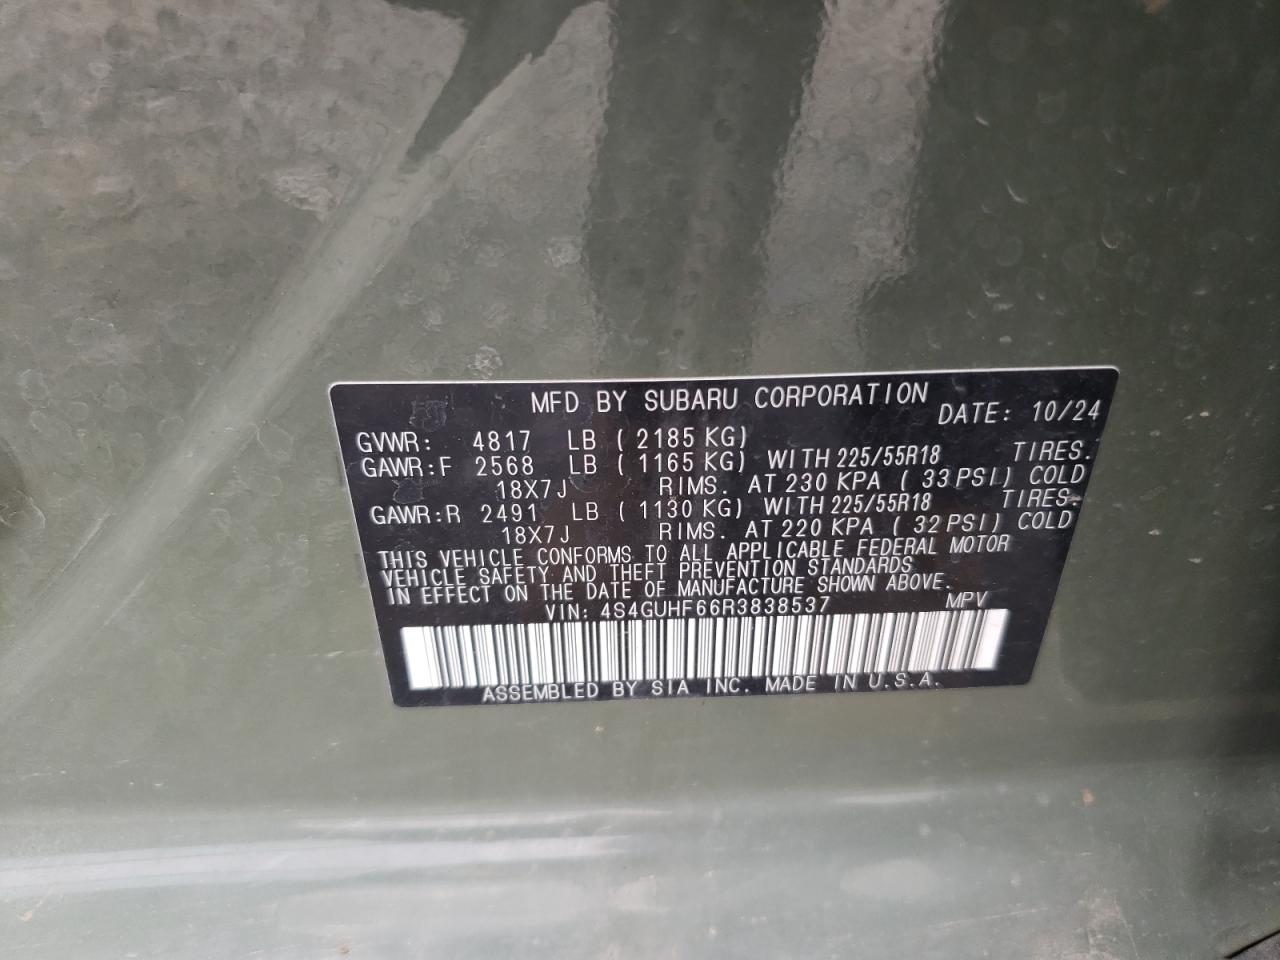 MFD BY SUBARU CORPORATION DATE: 10/24
GVWR: 4817 LB ( 2185 KG)
GAWR:F 2568 LB ( 1165 KG) WITH 225/55R18 TIRES.
18X7J RIMS. AT 230 KPA ( 33 PSI) COLD
GAWR:R 2491 LB ( 1130 KG) WITH 225/55R18 TIRES.
18X7J RIMS. AT 220 KPA ( 32 PSI) COLD
THIS VEHICLE CONFORMS TO ALL APPLICABLE FEDERAL MOTOR
VEHICLE SAFETY AND THEFT PREVENTION STANDARDS
IN EFFECT ON THE DATE OF MANUFACTURE SHOWN ABOVE.
VIN: 4S4GUHF66R3838537 MPV
ASSEMBLED BY SIA INC. MADE IN U.S.A.